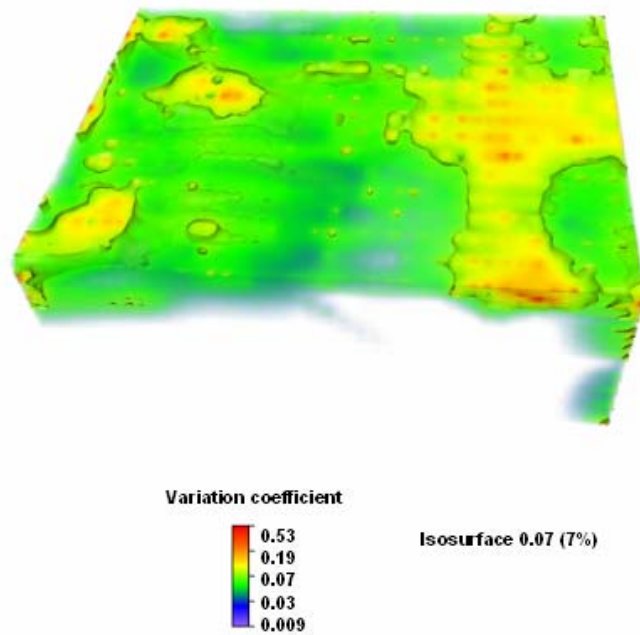 Variation coefficient
0.53
0.19
0.07
0.03
0.009
Isosurface 0.07 (7%)